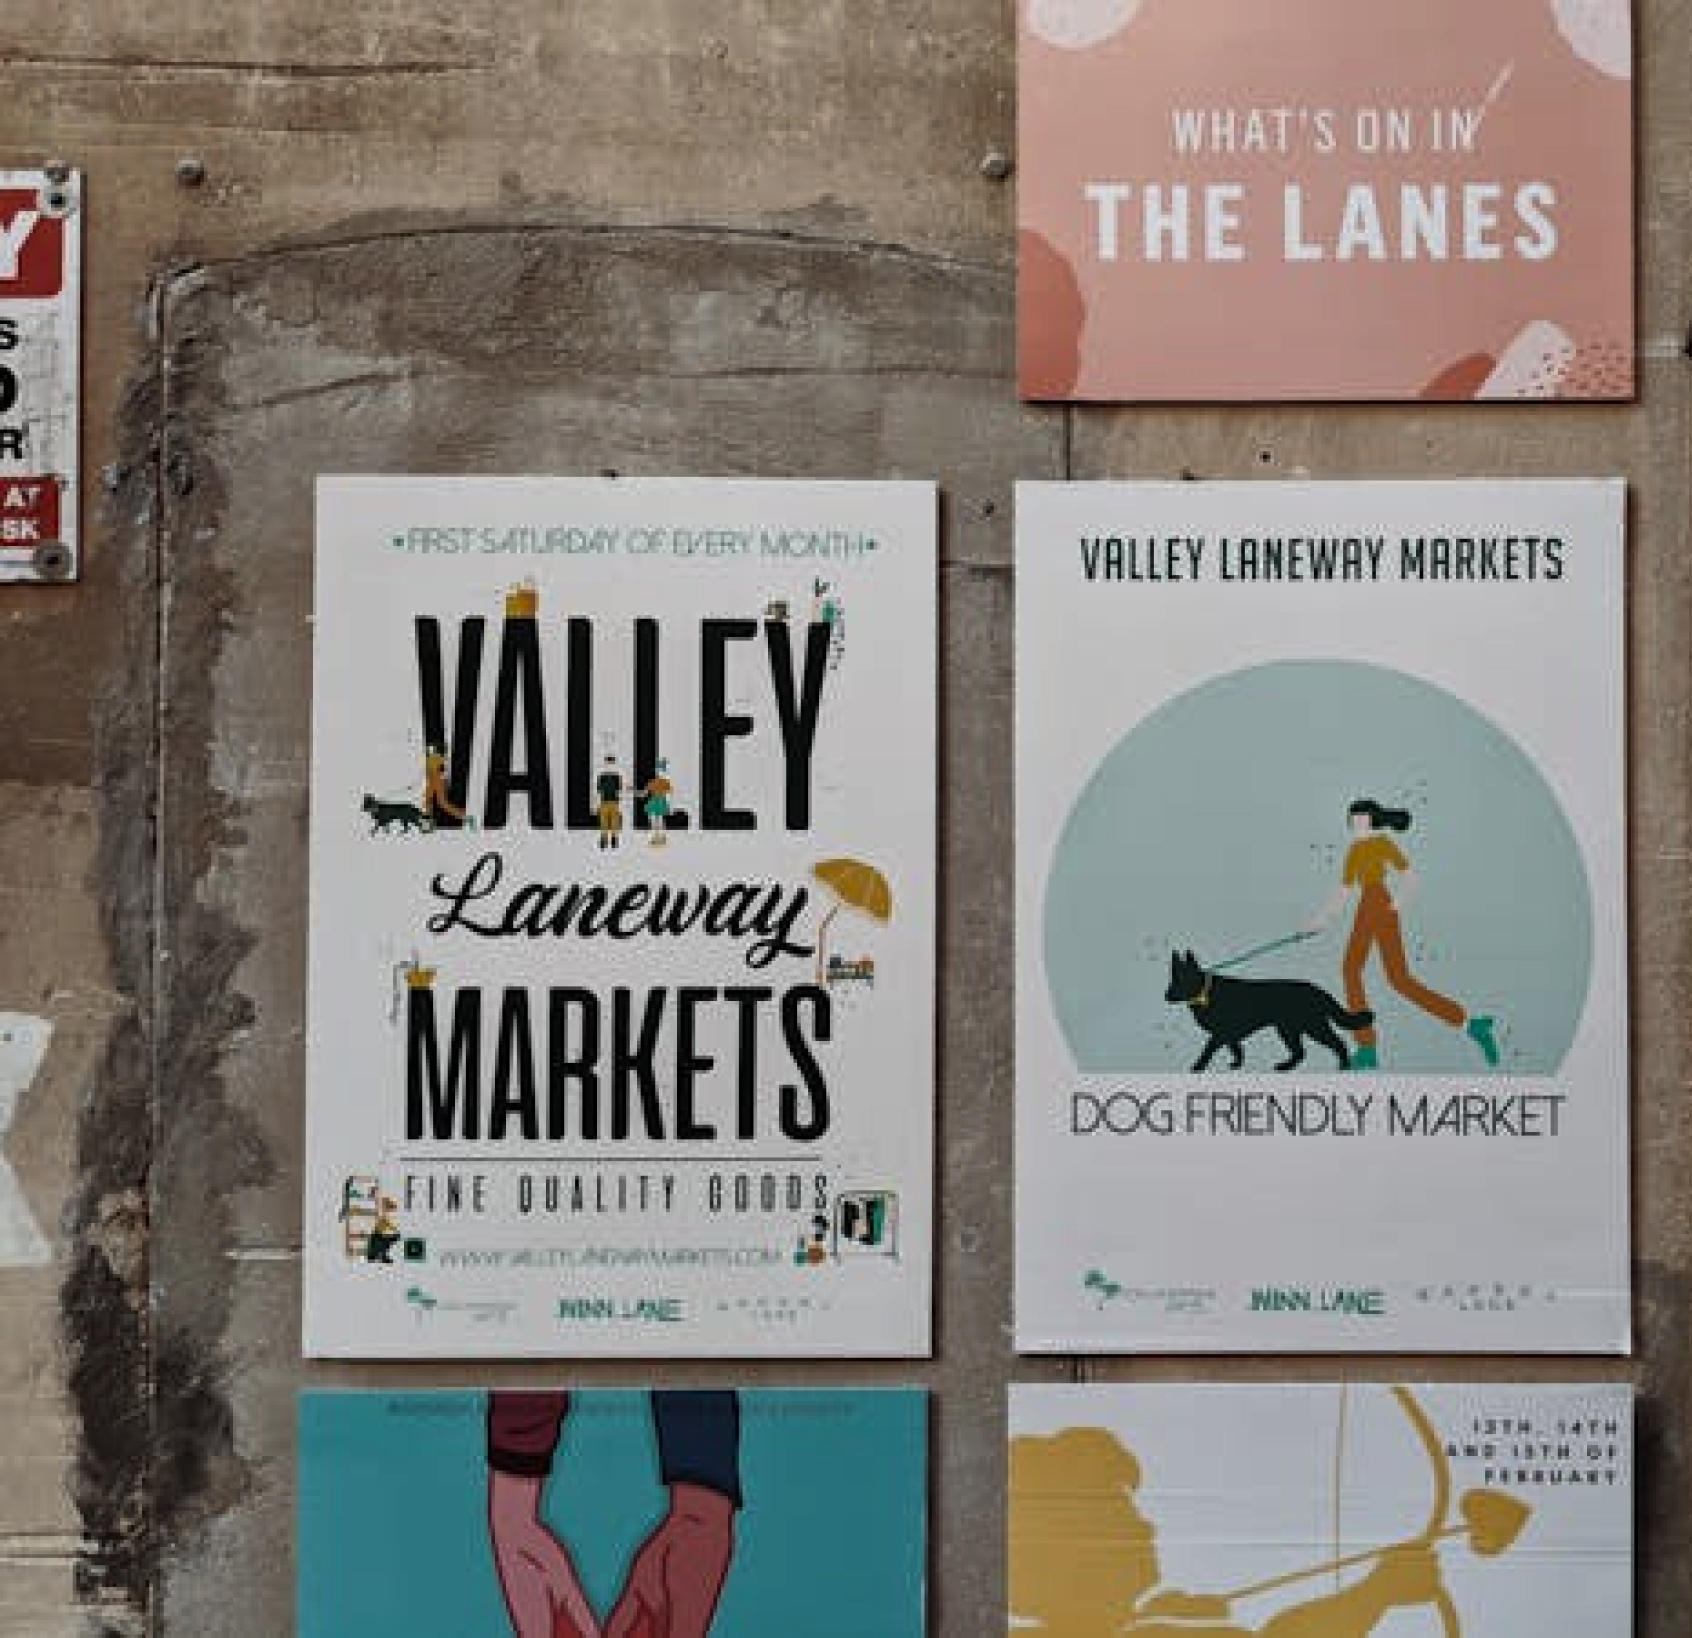 WHAT'S ON IN
THE LANES
Y
S
O
R
AT
SK
•FIRST SATURDAY OF EVERY MONTH•
VALLEY
Laneway
MARKETS
FINE QUALITY GOODS
WWW.VALLEYLANEWAYMARKETS.COM
WINN LANE
VALLEY LANEWAY MARKETS
DOG FRIENDLY MARKET
WINN LANE
13TH, 14TH
AND 15TH OF
FEBRUARY